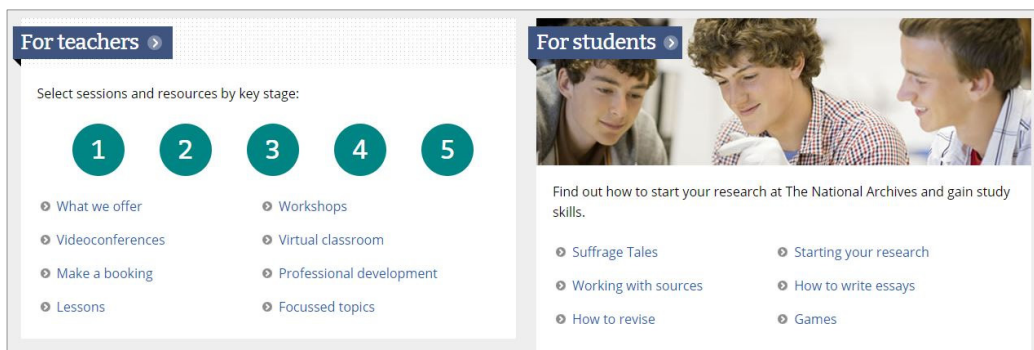 For teachers
Select sessions and resources by key stage:
1 2 3 4 5
What we offer
Workshops
Videoconferences
Virtual classroom
Make a booking
Professional development
Lessons
Focussed topics
For students
Find out how to start your research at The National Archives and gain study
skills.
Suffrage Tales
Starting your research
Working with sources
How to write essays
How to revise
Games